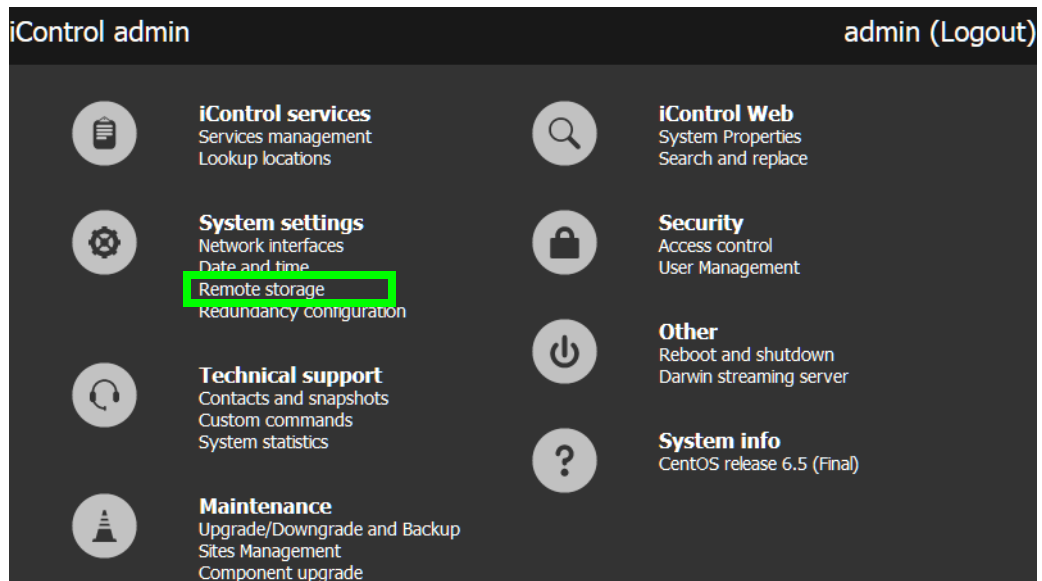 iControl admin
admin (Logout)
iControl services
Services management
Lookup locations
System settings
Network interfaces
Date and time
Remote storage
Redundancy configuration
Technical support
Contacts and snapshots
Custom commands
System statistics
Maintenance
Upgrade/Downgrade and Backup
Sites Management
Component upgrade
iControl Web
System Properties
Search and replace
Security
Access control
User Management
Other
Reboot and shutdown
Darwin streaming server
?
System info
CentOS release 6.5 (Final)